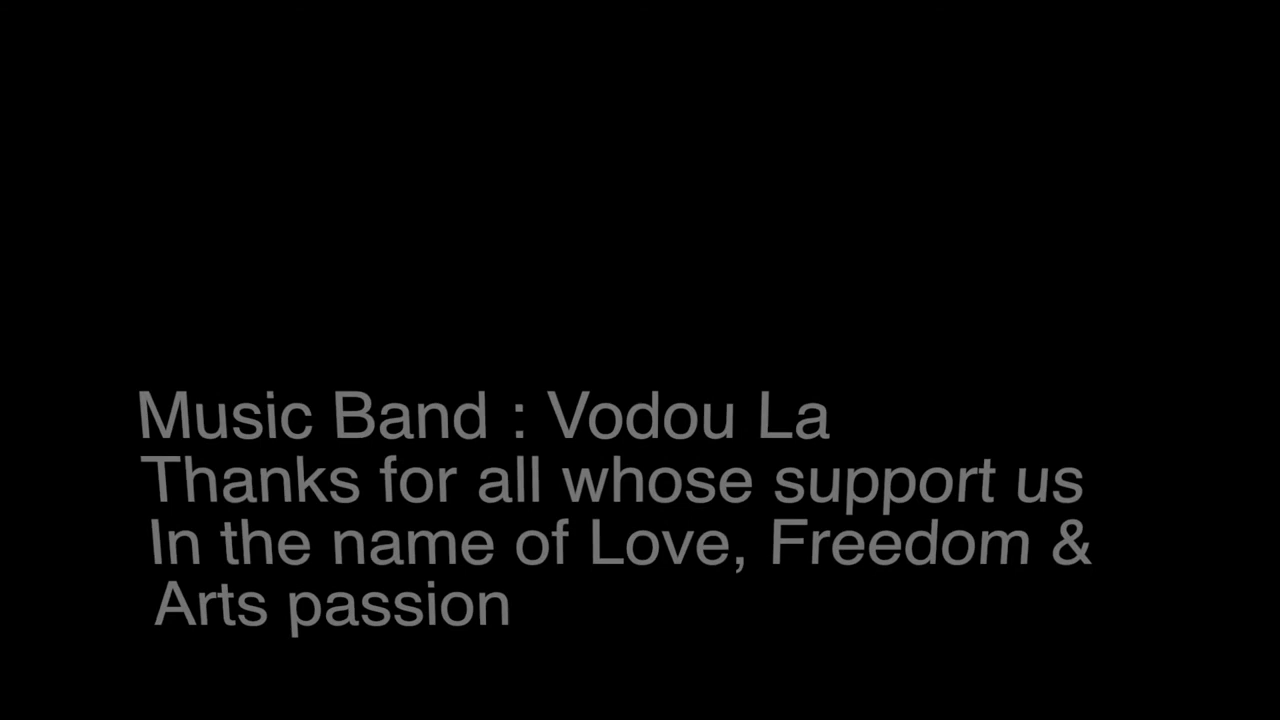 Music Band : Vodou La
Thanks for all whose support us
In the name of Love, Freedom &
Arts passion